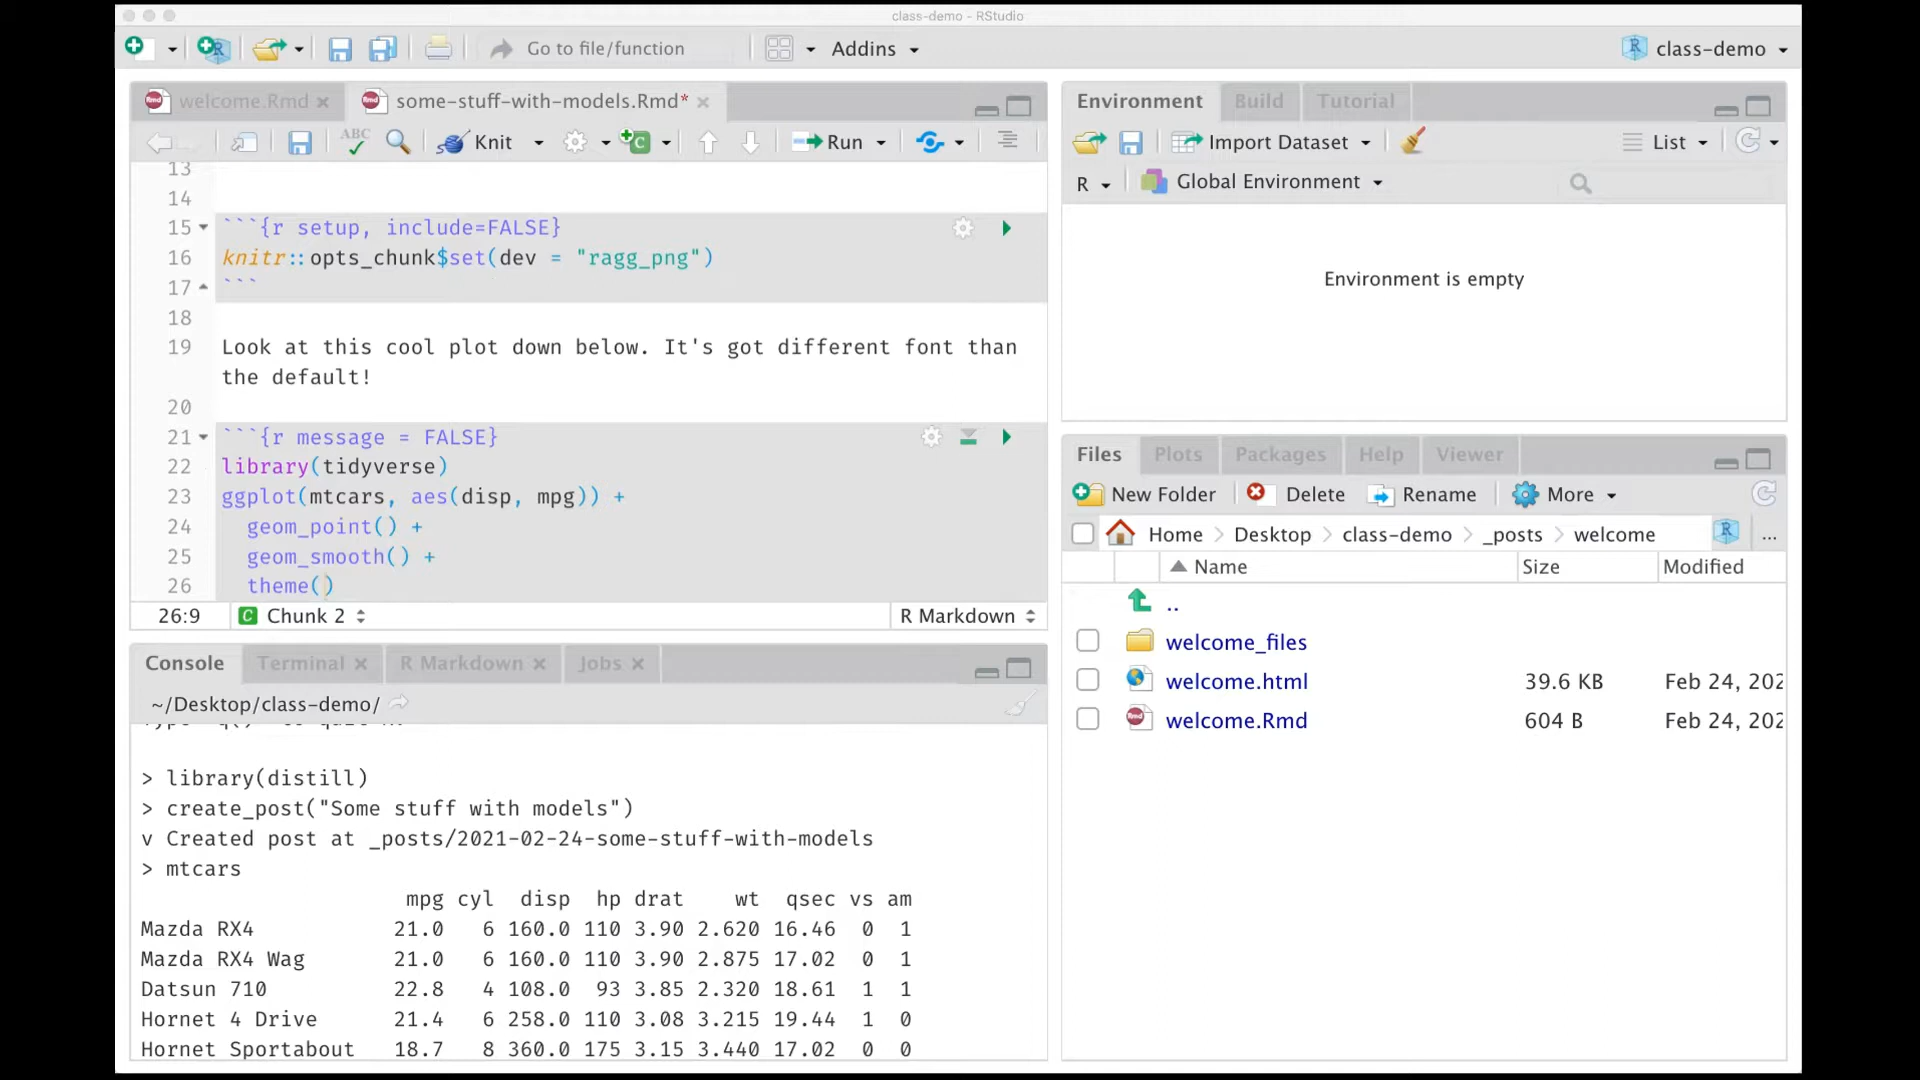 class-demo - RStudio
Go to file/function
Addins
class-demo
welcome.Rmd
some-stuff-with-models.Rmd*
ABC
Knit
Run
13
14
15 ```{r setup, include=FALSE}
16 knitr::opts_chunk$set(dev = "ragg_png")
17 ```
18
19 Look at this cool plot down below. It's got different font than
the default!
20
21 ```{r message = FALSE}
22 library(tidyverse)
23 ggplot(mtcars, aes(disp, mpg)) +
24 geom_point() +
25 geom_smooth() +
26 theme()
26:9 Chunk 2 R Markdown
Console Terminal R Markdown Jobs
~/Desktop/class-demo/
> library(distill)
> create_post("Some stuff with models")
v Created post at _posts/2021-02-24-some-stuff-with-models
> mtcars
mpg cyl disp hp drat wt qsec vs am
Mazda RX4 21.0 6 160.0 110 3.90 2.620 16.46 0 1
Mazda RX4 Wag 21.0 6 160.0 110 3.90 2.875 17.02 0 1
Datsun 710 22.8 4 108.0 93 3.85 2.320 18.61 1 1
Hornet 4 Drive 21.4 6 258.0 110 3.08 3.215 19.44 1 0
Hornet Sportabout 18.7 8 360.0 175 3.15 3.440 17.02 0 0
Environment Build Tutorial
Import Dataset List
R Global Environment
Environment is empty
Files Plots Packages Help Viewer
New Folder Delete Rename More
Home Desktop class-demo _posts welcome ...
Name Size Modified
..
welcome_files
welcome.html 39.6 KB Feb 24, 202
welcome.Rmd 604 B Feb 24, 202